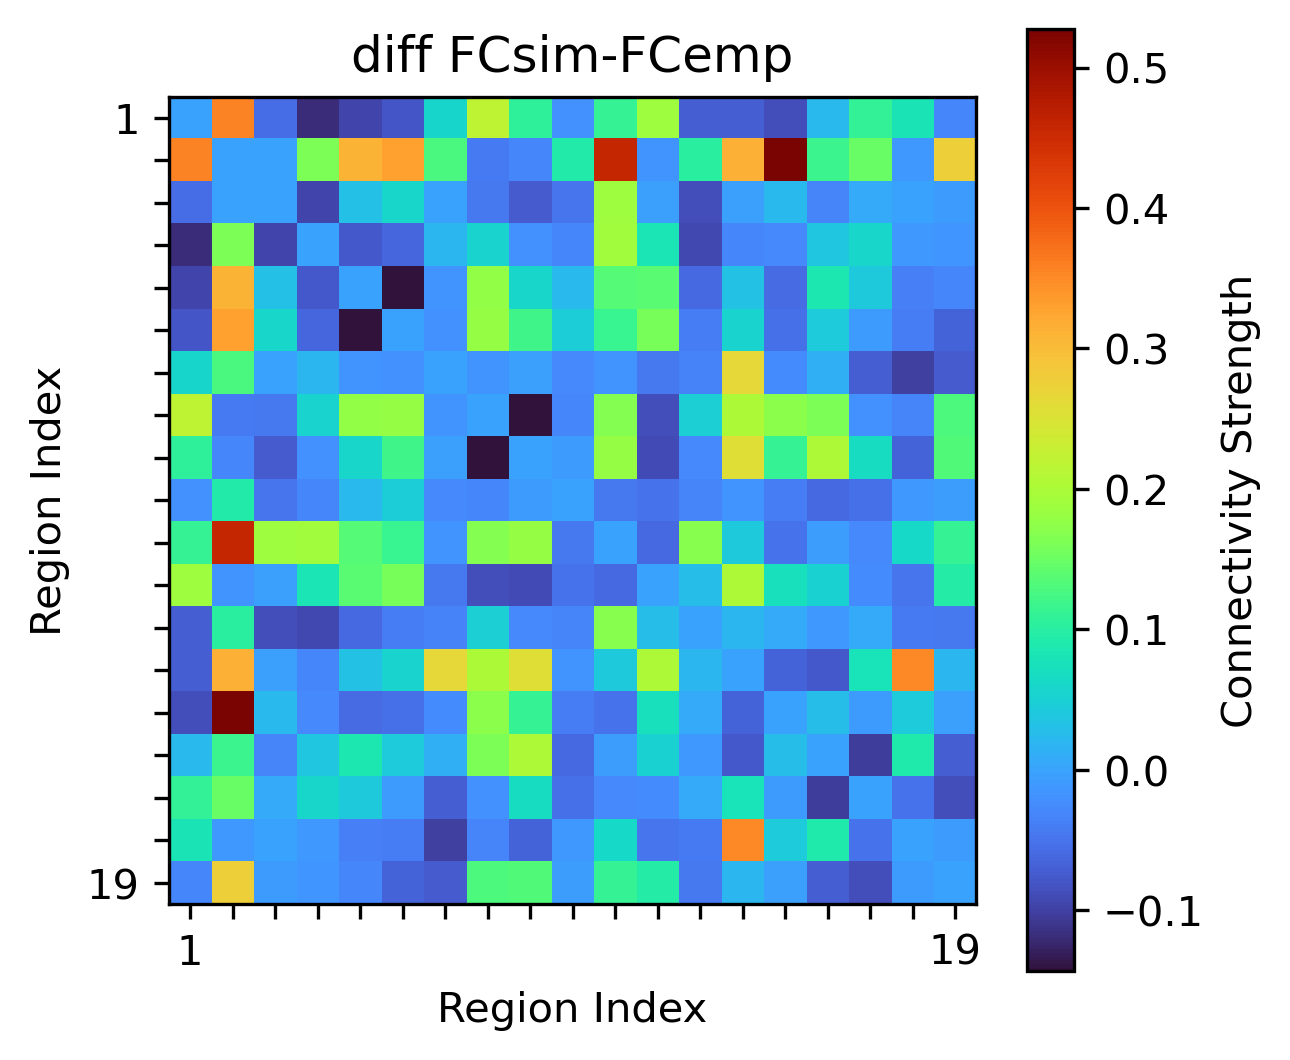 diff FCsim-FCemp
1
19
1
19
Region Index
Region Index
0.5
0.4
0.3
0.2
0.1
0.0
−0.1
Connectivity Strength